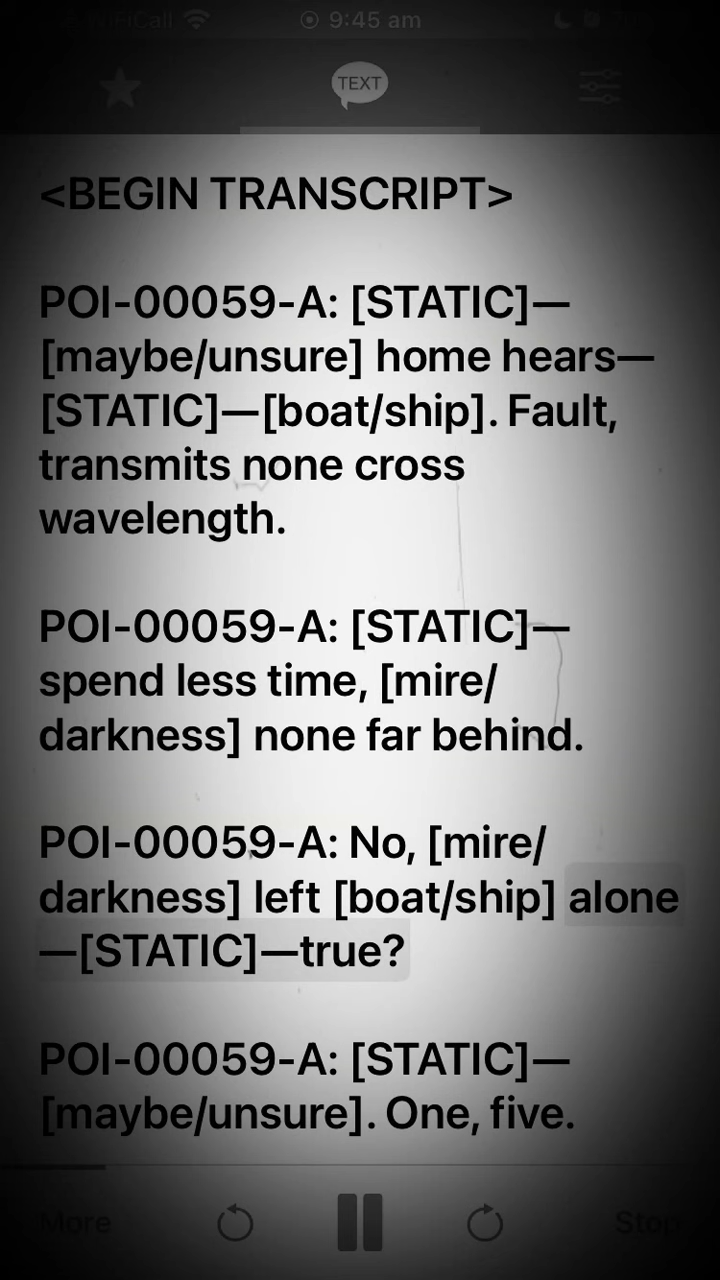 9:45 am
TEXT
<BEGIN TRANSCRIPT>
POI-00059-A: [STATIC]—
[maybe/unsure] home hears—
[STATIC]—[boat/ship]. Fault,
transmits none cross
wavelength.
POI-00059-A: [STATIC]—
spend less time, [mire/
darkness] none far behind.
POI-00059-A: No, [mire/
darkness] left [boat/ship] alone
—[STATIC]—true?
POI-00059-A: [STATIC]—
[maybe/unsure]. One, five.
More